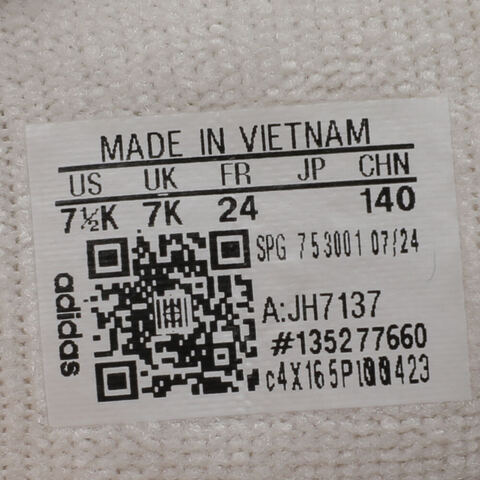 MADE IN VIETNAM
US UK FR JP CHN
7½K 7K 24 140
SPG 753001 07/24
adidas
A:JH7137
#135277660